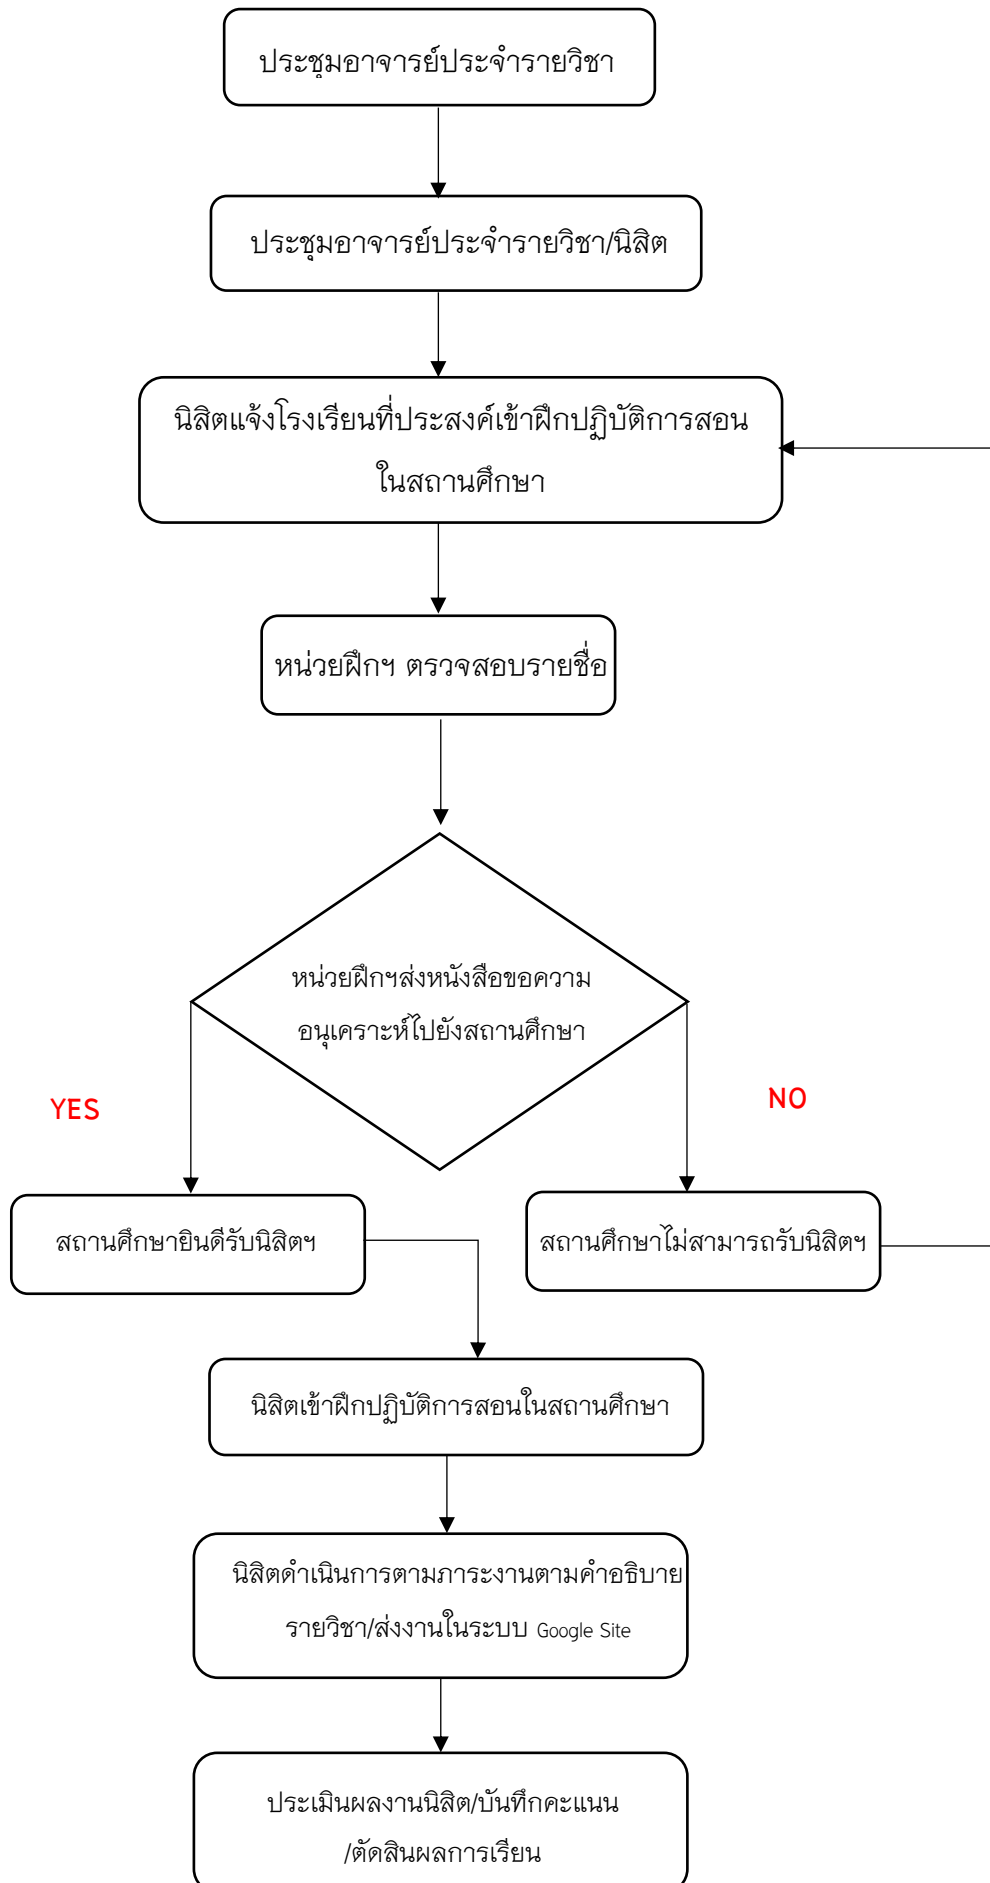 ประชุมอาจารย์ประจำรายวิชา
ประชุมอาจารย์ประจำรายวิชา/นิสิต
นิสิตแจ้งโรงเรียนที่ประสงค์เข้าฝึกปฏิบัติการสอน
ในสถานศึกษา
หน่วยฝึกฯ ตรวจสอบรายชื่อ
หน่วยฝึกฯส่งหนังสือขอความ
อนุเคราะห์ไปยังสถานศึกษา
YES
NO
สถานศึกษายินดีรับนิสิตฯ
สถานศึกษาไม่สามารถรับนิสิตฯ
นิสิตเข้าฝึกปฏิบัติการสอนในสถานศึกษา
นิสิตดำเนินการตามภาระงานตามคำอธิบาย
รายวิชา/ส่งงานในระบบ Google Site
ประเมินผลงานนิสิต/บันทึกคะแนน
/ตัดสินผลการเรียน